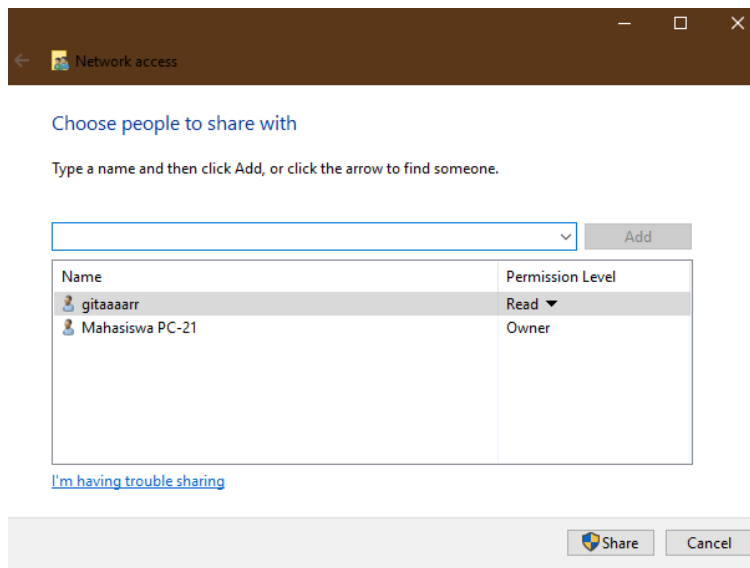 Network access
Choose people to share with
Type a name and then click Add, or click the arrow to find someone.
Add
Name Permission Level
gitaaaarr Read
Mahasiswa PC-21 Owner
I'm having trouble sharing
Share Cancel